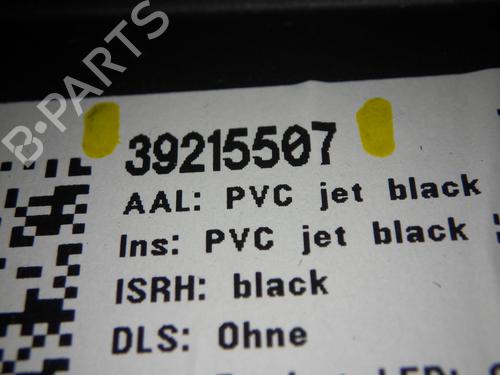 B-PARTS
39215507
AAL: PVC jet black
Ins: PVC jet black
ISRH: black
DLS: Ohne